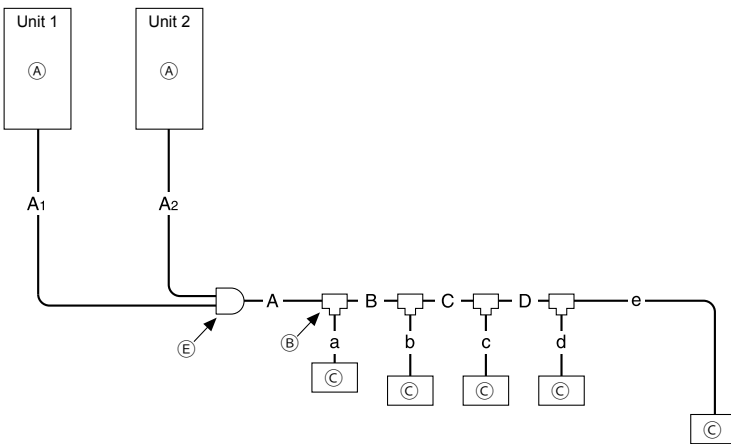 Unit 1 Unit 2
Ⓐ Ⓐ
A1 A2
A B C D e
Ⓔ Ⓑ a b c d
Ⓒ Ⓒ Ⓒ Ⓒ
Ⓒ